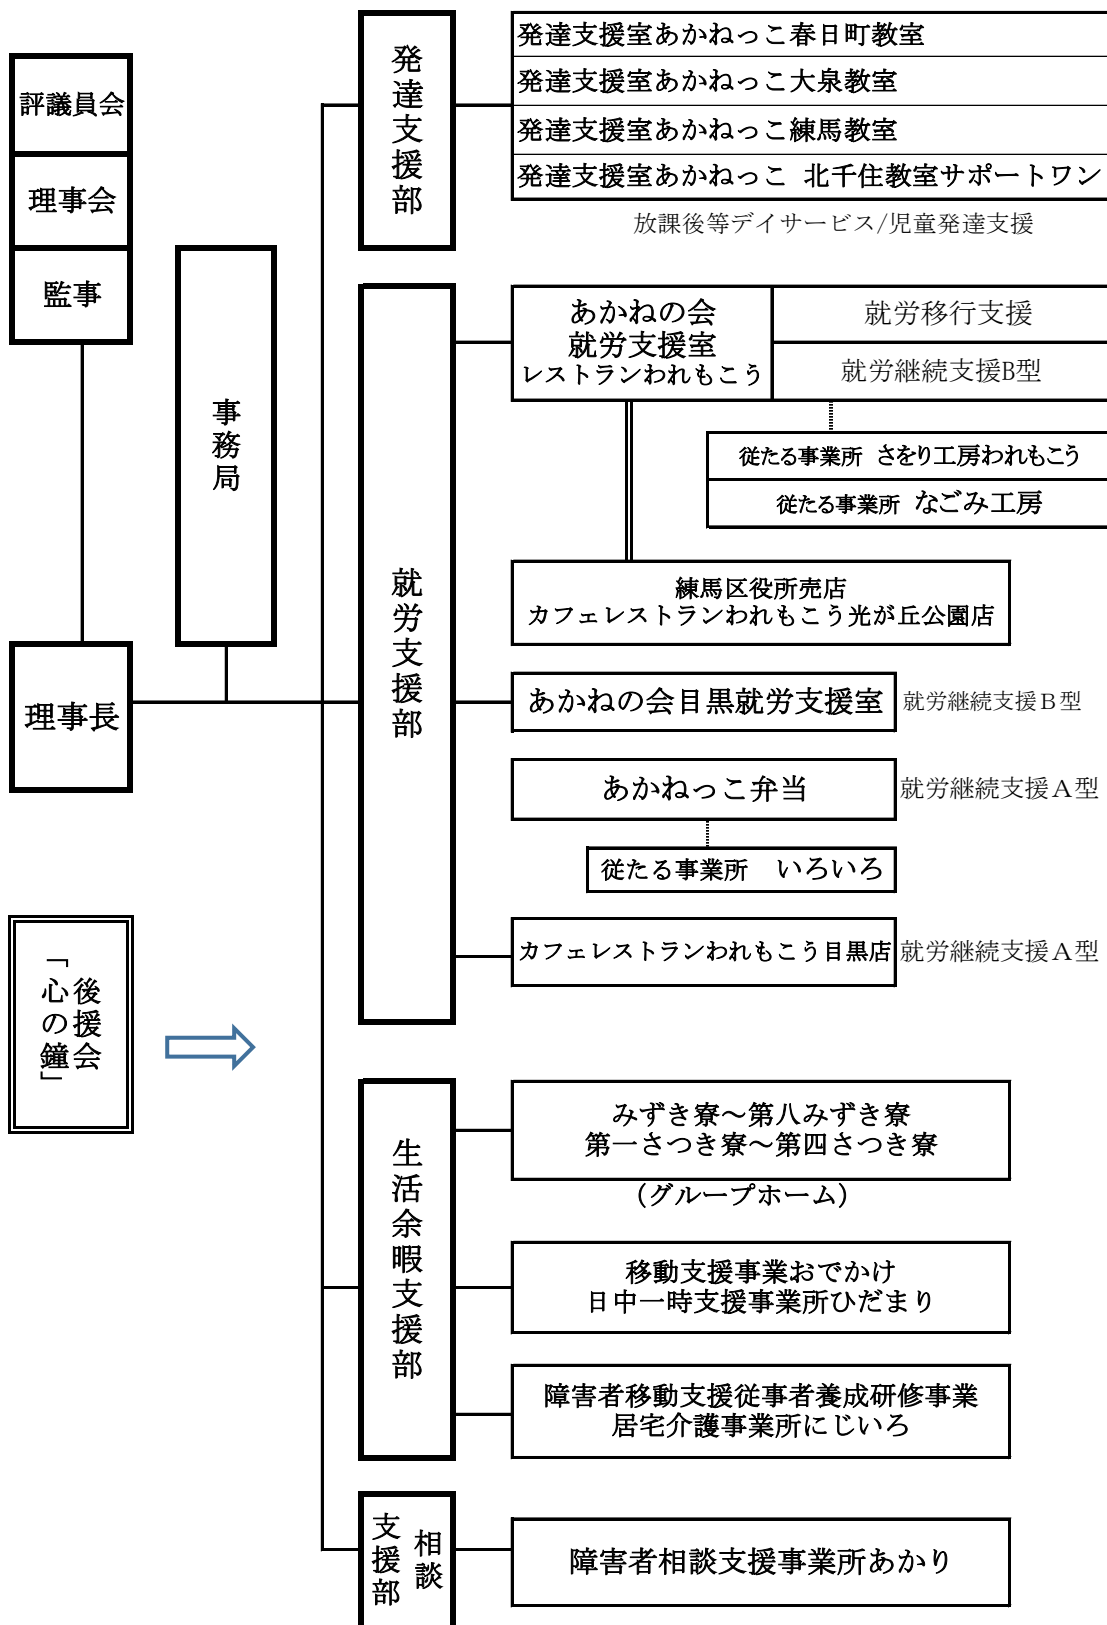 評議員会
理事会
監事
理事長
事務局
後援会
「心の鐘」
発達支援部
発達支援室あかねっこ春日町教室
発達支援室あかねっこ大泉教室
発達支援室あかねっこ練馬教室
発達支援室あかねっこ 北千住教室サポートワン
放課後等デイサービス/児童発達支援
就労支援部
あかねの会
就労支援室
レストランわれもこう
就労移行支援
就労継続支援B型
従たる事業所 さをり工房われもこう
従たる事業所 なごみ工房
練馬区役所売店
カフェレストランわれもこう光が丘公園店
あかねの会目黒就労支援室
就労継続支援Ｂ型
あかねっこ弁当
就労継続支援Ａ型
従たる事業所　いろいろ
カフェレストランわれもこう目黒店
就労継続支援Ａ型
生活余暇支援部
みずき寮～第八みずき寮
第一さつき寮～第四さつき寮
（グループホーム）
移動支援事業おでかけ
日中一時支援事業所ひだまり
障害者移動支援従事者養成研修事業
居宅介護事業所にじいろ
相談
支援部
障害者相談支援事業所あかり